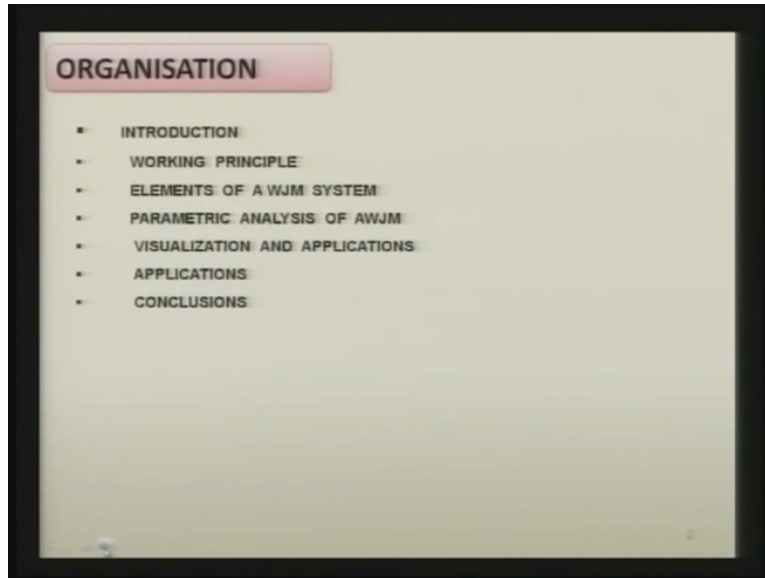 ORGANISATION
INTRODUCTION
WORKING PRINCIPLE
ELEMENTS OF A WJM SYSTEM
PARAMETRIC ANALYSIS OF AWJM
VISUALIZATION AND APPLICATIONS
APPLICATIONS
CONCLUSIONS
2